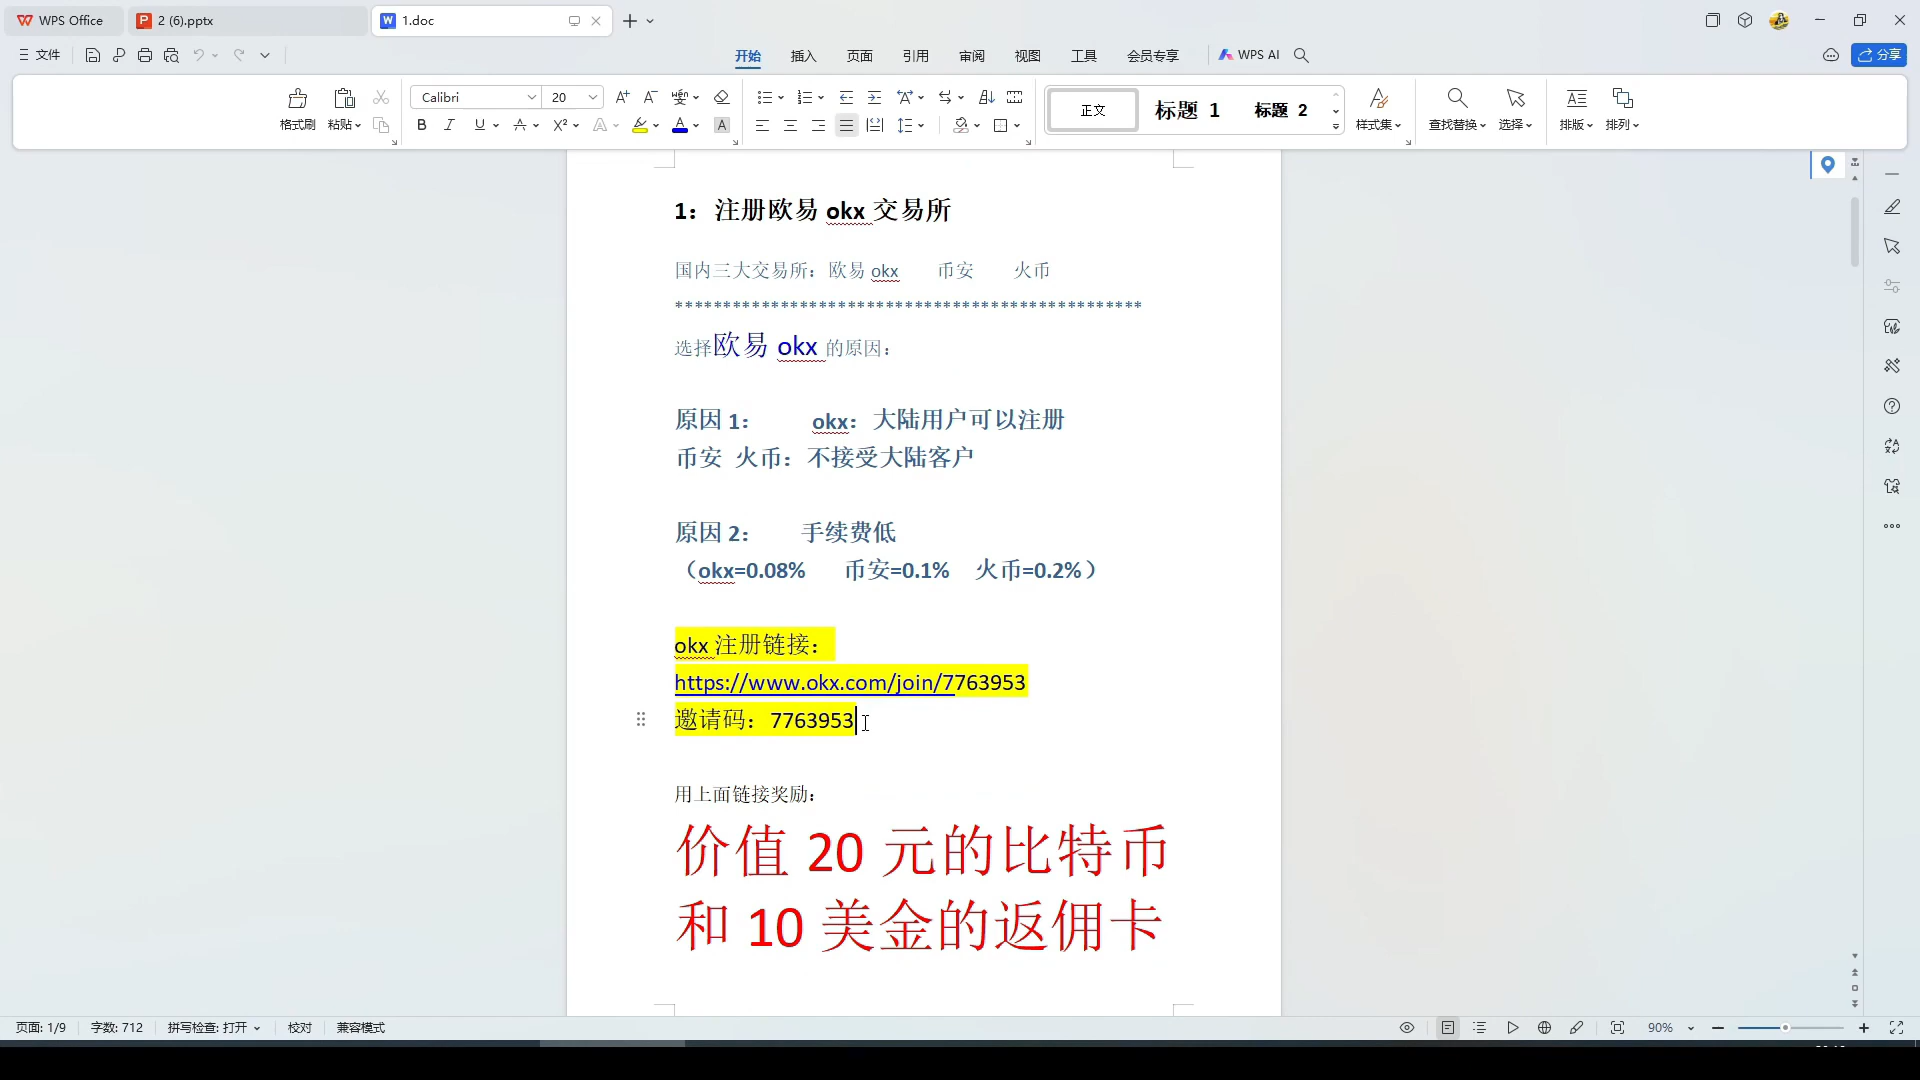 WPS Office
2 (6).pptx
1.doc
文件
开始
插入
页面
引用
审阅
视图
工具
会员专享
WPS AI
分享
格式刷
粘贴
Calibri
20
正文
标题 1
标题 2
样式集
查找替换
选择
排版
排列
1：注册欧易 okx 交易所
国内三大交易所：欧易 okx 币安 火币
************************************************
选择欧易 okx 的原因：
原因 1： okx：大陆用户可以注册
币安 火币：不接受大陆客户
原因 2： 手续费低
（okx=0.08% 币安=0.1% 火币=0.2%）
okx 注册链接：
https://www.okx.com/join/7763953
邀请码：7763953
用上面链接奖励：
价值 20 元的比特币
和 10 美金的返佣卡
页面: 1/9
字数: 712
拼写检查: 打开
校对
兼容模式
90%